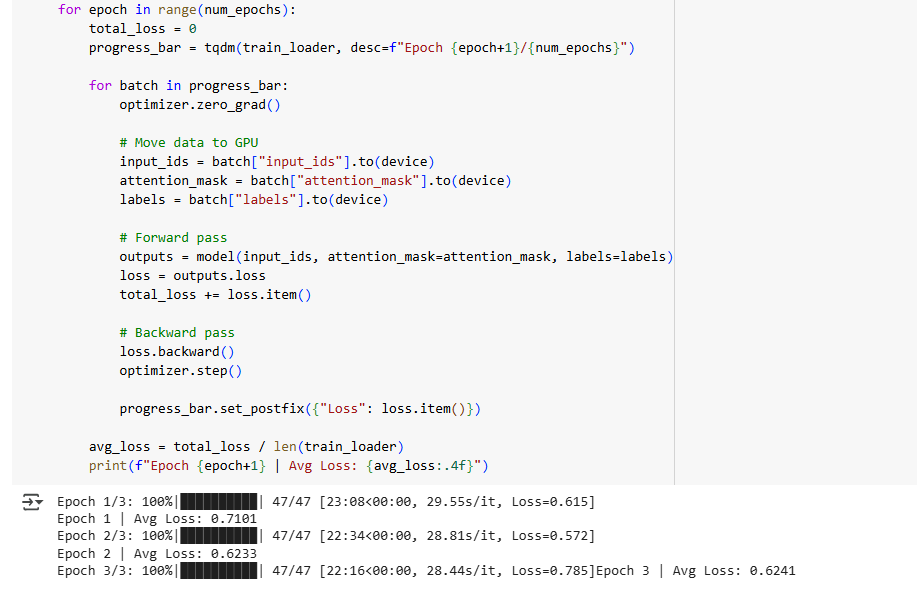 for epoch in range(num_epochs):
total_loss = 0
progress_bar = tqdm(train_loader, desc=f"Epoch {epoch+1}/{num_epochs}")
for batch in progress_bar:
optimizer.zero_grad()
# Move data to GPU
input_ids = batch["input_ids"].to(device)
attention_mask = batch["attention_mask"].to(device)
labels = batch["labels"].to(device)
# Forward pass
outputs = model(input_ids, attention_mask=attention_mask, labels=labels)
loss = outputs.loss
total_loss += loss.item()
# Backward pass
loss.backward()
optimizer.step()
progress_bar.set_postfix({"Loss": loss.item()})
avg_loss = total_loss / len(train_loader)
print(f"Epoch {epoch+1} | Avg Loss: {avg_loss:.4f}")
Epoch 1/3: 100%|██████████| 47/47 [23:08<00:00, 29.55s/it, Loss=0.615]
Epoch 1 | Avg Loss: 0.7101
Epoch 2/3: 100%|██████████| 47/47 [22:34<00:00, 28.81s/it, Loss=0.572]
Epoch 2 | Avg Loss: 0.6233
Epoch 3/3: 100%|██████████| 47/47 [22:16<00:00, 28.44s/it, Loss=0.785]Epoch 3 | Avg Loss: 0.6241